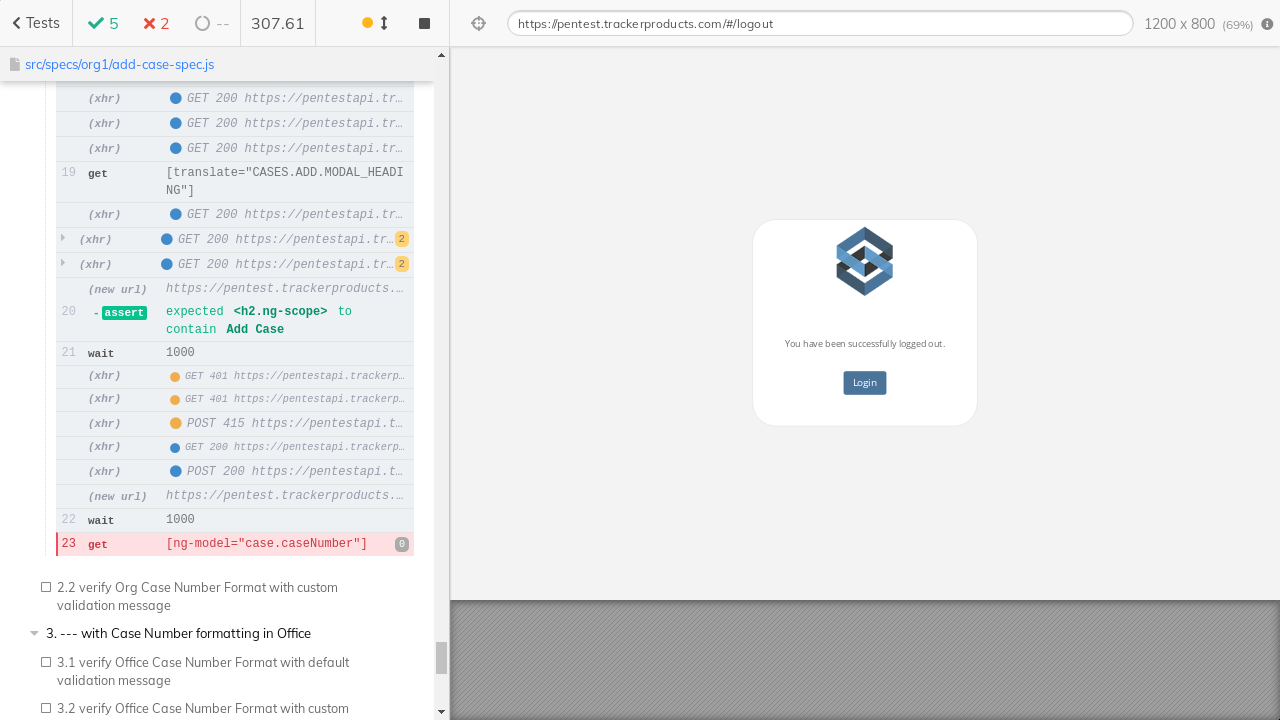 Tests 5 2 -- 307.61 https://pentest.trackerproducts.com/#/logout 1200 x 800 (69%)
src/specs/org1/add-case-spec.js
(xhr) GET 200 https://pentestapi.tr…
(xhr) GET 200 https://pentestapi.tr…
(xhr) GET 200 https://pentestapi.tr…
19 get [translate="CASES.ADD.MODAL_HEADI
NG"]
(xhr) GET 200 https://pentestapi.tr…
(xhr) GET 200 https://pentestapi.tr… 2
(xhr) GET 200 https://pentestapi.tr… 2
(new url) https://pentest.trackerproducts.…
20 -assert expected <h2.ng-scope> to
contain Add Case
21 wait 1000
(xhr) GET 401 https://pentestapi.trackerp…
(xhr) GET 401 https://pentestapi.trackerp…
(xhr) POST 415 https://pentestapi.t…
(xhr) GET 200 https://pentestapi.trackerp…
(xhr) POST 200 https://pentestapi.t…
(new url) https://pentest.trackerproducts.…
22 wait 1000
23 get [ng-model="case.caseNumber"] 0
2.2 verify Org Case Number Format with custom
validation message
3. --- with Case Number formatting in Office
3.1 verify Office Case Number Format with default
validation message
3.2 verify Office Case Number Format with custom
You have been successfully logged out.
Login